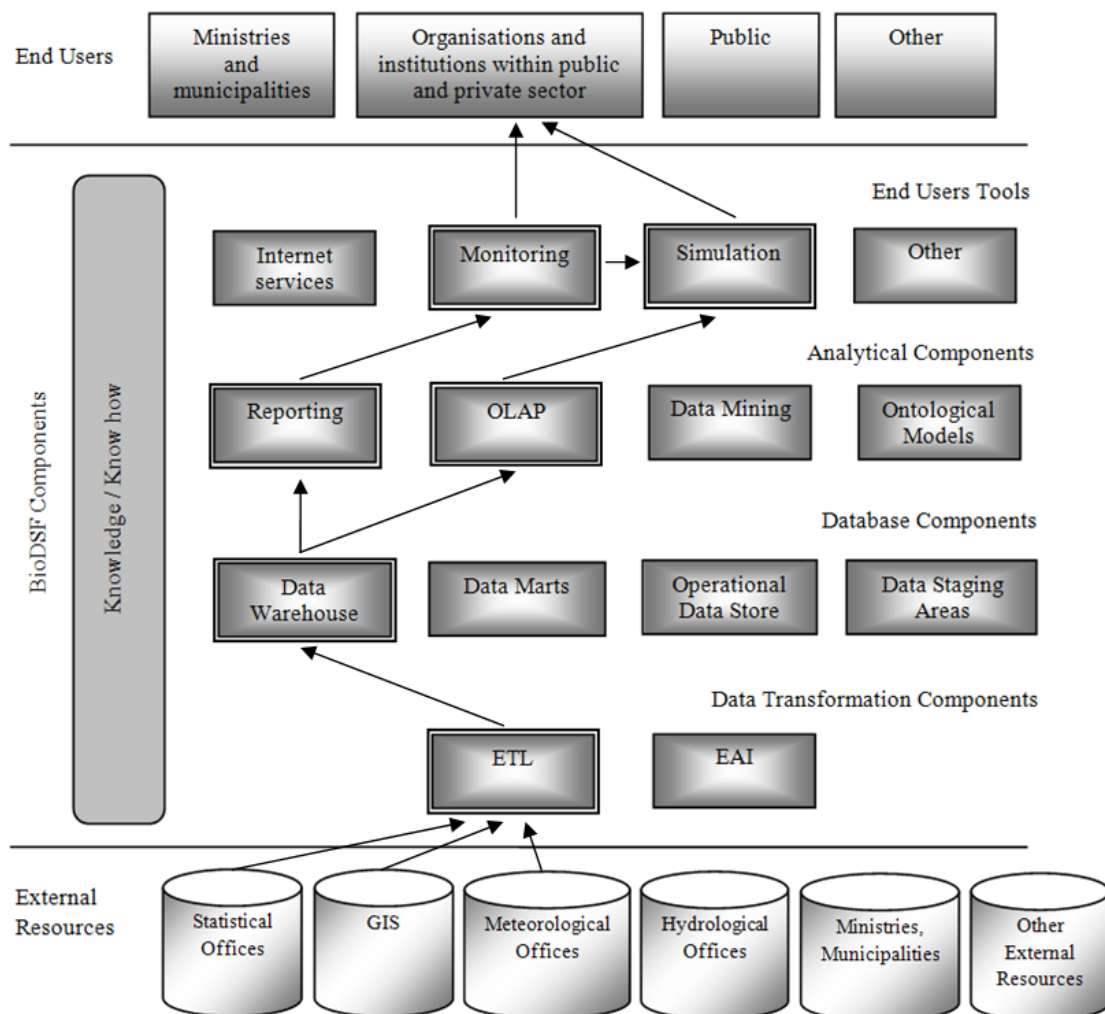 End Users
Ministries
and
municipalities
Organisations and
institutions within public
and private sector
Public
Other
End Users Tools
Internet
services
Monitoring
Simulation
Other
Analytical Components
Reporting
OLAP
Data Mining
Ontological
Models
BioDSF Components
Knowledge / Know how
Database Components
Data
Warehouse
Data Marts
Operational
Data Store
Data Staging
Areas
Data Transformation Components
ETL
EAI
External
Resources
Statistical
Offices
GIS
Meteorological
Offices
Hydrological
Offices
Ministries,
Municipalities
Other
External
Resources